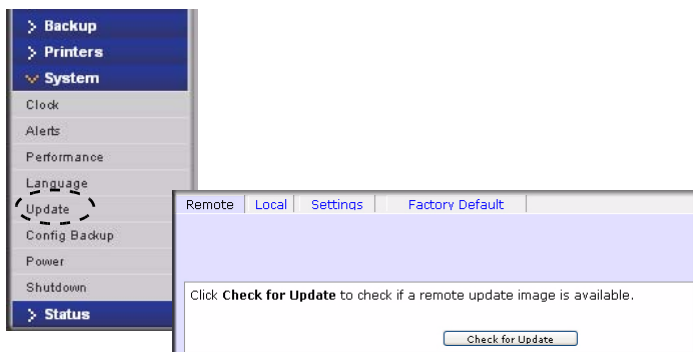 > Backup
> Printers
System
Clock
Alerts
Performance
Language
Update
Config Backup
Power
Shutdown
> Status
Remote Local Settings Factory Default
Click Check for Update to check if a remote update image is available.
Check for Update